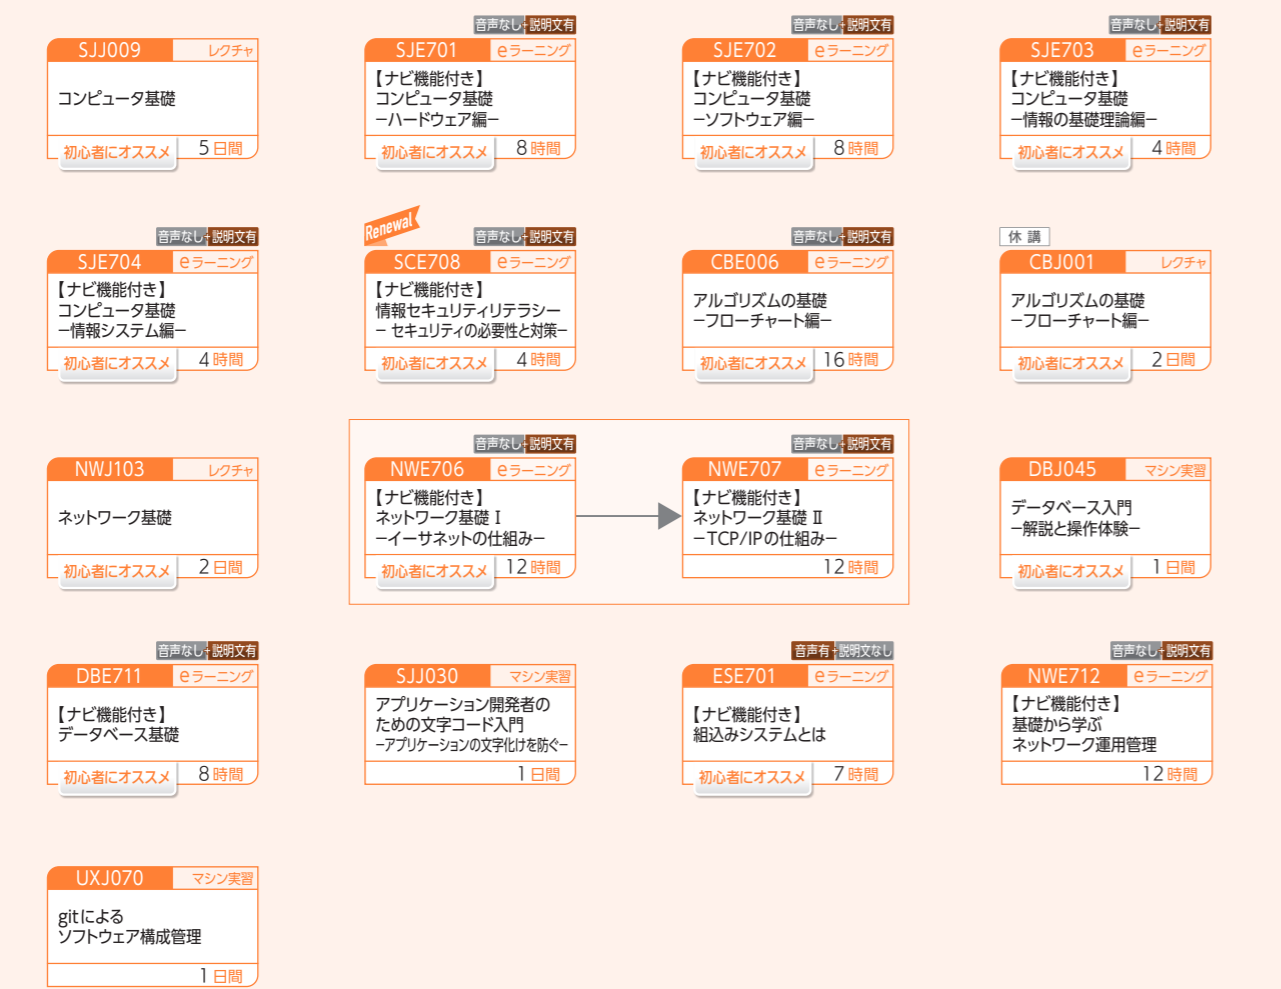 SJJ009 レクチャ
コンピュータ基礎
初心者にオススメ 5日間
音声なし+説明文有
SJE701 eラーニング
【ナビ機能付き】
コンピュータ基礎
−ハードウェア編−
初心者にオススメ 8時間
音声なし+説明文有
SJE702 eラーニング
【ナビ機能付き】
コンピュータ基礎
−ソフトウェア編−
初心者にオススメ 8時間
音声なし+説明文有
SJE703 eラーニング
【ナビ機能付き】
コンピュータ基礎
−情報の基礎理論編−
初心者にオススメ 4時間
音声なし+説明文有
SJE704 eラーニング
【ナビ機能付き】
コンピュータ基礎
−情報システム編−
初心者にオススメ 4時間
Renewal
音声なし+説明文有
SCE708 eラーニング
【ナビ機能付き】
情報セキュリティリテラシー
− セキュリティの必要性と対策−
初心者にオススメ 4時間
音声なし+説明文有
CBE006 eラーニング
アルゴリズムの基礎
−フローチャート編−
初心者にオススメ 16時間
休講
CBJ001 レクチャ
アルゴリズムの基礎
−フローチャート編−
初心者にオススメ 2日間
NWJ103 レクチャ
ネットワーク基礎
初心者にオススメ 2日間
音声なし+説明文有
NWE706 eラーニング
【ナビ機能付き】
ネットワーク基礎 Ⅰ
−イーサネットの仕組み−
初心者にオススメ 12時間
音声なし+説明文有
NWE707 eラーニング
【ナビ機能付き】
ネットワーク基礎 Ⅱ
−TCP/IPの仕組み−
12時間
DBJ045 マシン実習
データベース入門
−解説と操作体験−
初心者にオススメ 1日間
音声なし+説明文有
DBE711 eラーニング
【ナビ機能付き】
データベース基礎
初心者にオススメ 8時間
SJJ030 マシン実習
アプリケーション開発者の
ための文字コード入門
−アプリケーションの文字化けを防ぐ−
1日間
音声有+説明文なし
ESE701 eラーニング
【ナビ機能付き】
組込みシステムとは
初心者にオススメ 7時間
音声なし+説明文有
NWE712 eラーニング
【ナビ機能付き】
基礎から学ぶ
ネットワーク運用管理
12時間
UXJ070 マシン実習
gitによる
ソフトウェア構成管理
1日間